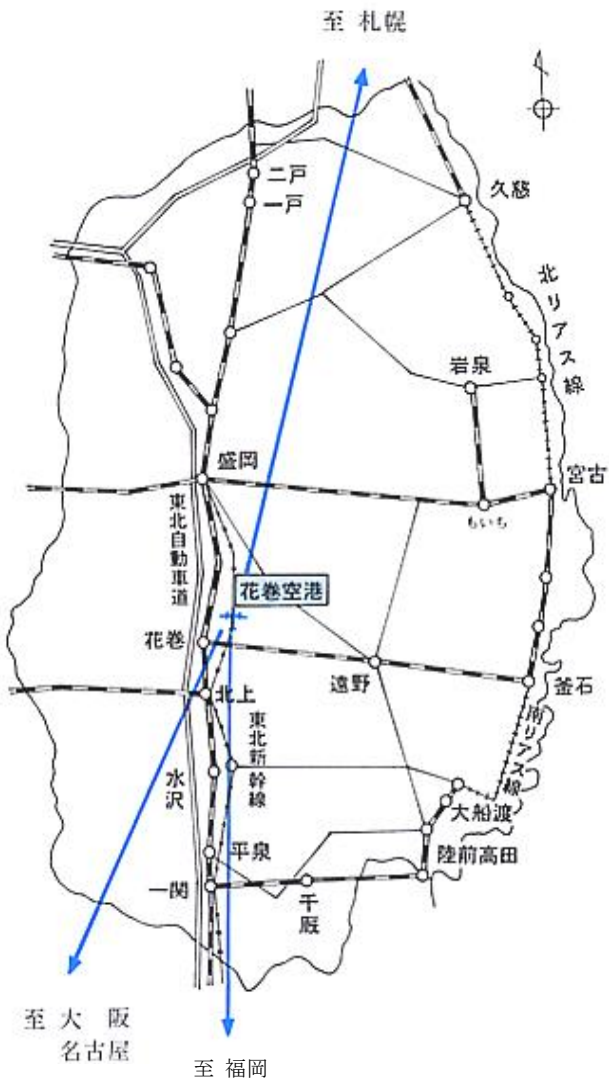 至 札幌
二戸
一戸
久慈
北リアス線
岩泉
盛岡
宮古
もいち
東北自動車道
花巻空港
花巻
遠野
釜石
北上
南リアス線
東北新幹線
水沢
大船渡
平泉
陸前高田
一関
千厩
至 大阪
名古屋
至 福岡